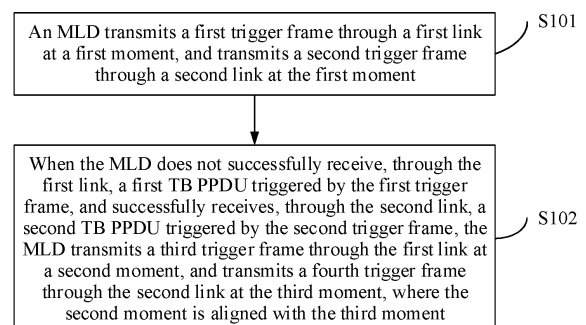 An MLD transmits a first trigger frame through a first link
at a first moment, and transmits a second trigger frame
through a second link at the first moment
S101
When the MLD does not successfully receive, through the
first link, a first TB PPDU triggered by the first trigger
frame, and successfully receives, through the second link, a
second TB PPDU triggered by the second trigger frame, the
MLD transmits a third trigger frame through the first link at
a second moment, and transmits a fourth trigger frame
through the second link at the third moment, where the
second moment is aligned with the third moment
S102